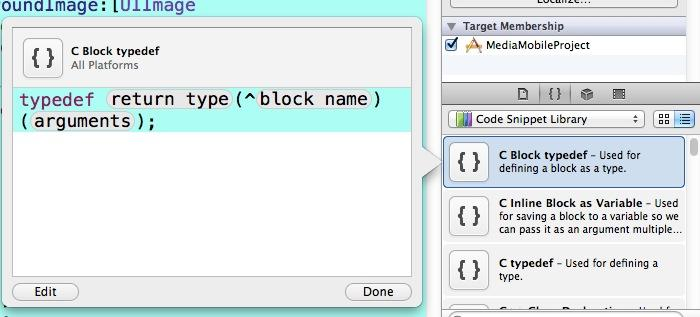 oundImage:[UIImage
C Block typedef
All Platforms
typedef return type(^block name)
(arguments);
Edit
Done
Localize...
Target Membership
MediaMobileProject
{}
Code Snippet Library
{ }
C Block typedef – Used for
defining a block as a type.
{ }
C Inline Block as Variable – Used
for saving a block to a variable so we
can pass it as an argument multiple...
{ }
C typedef – Used for defining a
type.